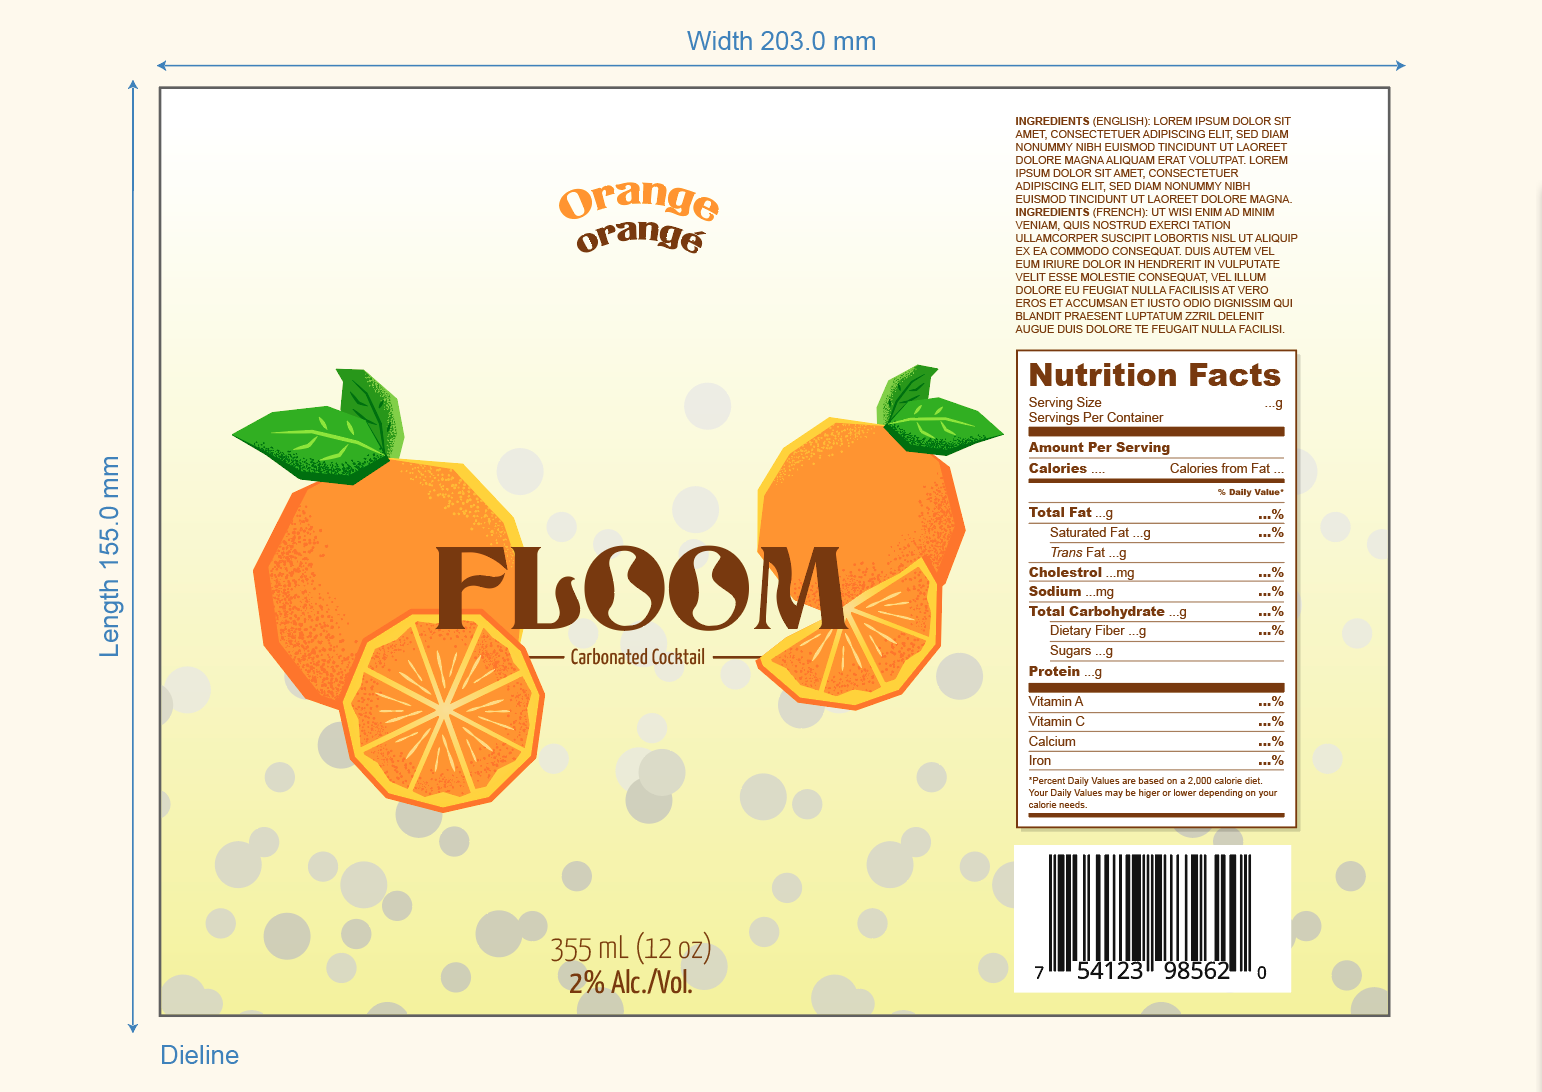 Width 203.0 mm
Length 155.0 mm
Orange
orangé
FLOOM
Carbonated Cocktail
355 mL (12 oz)
2% Alc./Vol.
INGREDIENTS (ENGLISH): LOREM IPSUM DOLOR SIT
AMET, CONSECTETUER ADIPISCING ELIT, SED DIAM
NONUMMY NIBH EUISMOD TINCIDUNT UT LAOREET
DOLORE MAGNA ALIQUAM ERAT VOLUTPAT. LOREM
IPSUM DOLOR SIT AMET, CONSECTETUER
ADIPISCING ELIT, SED DIAM NONUMMY NIBH
EUISMOD TINCIDUNT UT LAOREET DOLORE MAGNA.
INGREDIENTS (FRENCH): UT WISI ENIM AD MINIM
VENIAM, QUIS NOSTRUD EXERCI TATION
ULLAMCORPER SUSCIPIT LOBORTIS NISL UT ALIQUIP
EX EA COMMODO CONSEQUAT. DUIS AUTEM VEL
EUM IRIURE DOLOR IN HENDRERIT IN VULPUTATE
VELIT ESSE MOLESTIE CONSEQUAT, VEL ILLUM
DOLORE EU FEUGIAT NULLA FACILISIS AT VERO
EROS ET ACCUMSAN ET IUSTO ODIO DIGNISSIM QUI
BLANDIT PRAESENT LUPTATUM ZZRIL DELENIT
AUGUE DUIS DOLORE TE FEUGAIT NULLA FACILISI.
Nutrition Facts
Serving Size ...g
Servings Per Container
Amount Per Serving
Calories .... Calories from Fat ...
% Daily Value*
Total Fat ...g ...%
Saturated Fat ...g ...%
Trans Fat ...g
Cholestrol ...mg ...%
Sodium ...mg ...%
Total Carbohydrate ...g ...%
Dietary Fiber ...g ...%
Sugars ...g
Protein ...g
Vitamin A ...%
Vitamin C ...%
Calcium ...%
Iron ...%
*Percent Daily Values are based on a 2,000 calorie diet.
Your Daily Values may be higer or lower depending on your
calorie needs.
7 54123 98562 0
Dieline